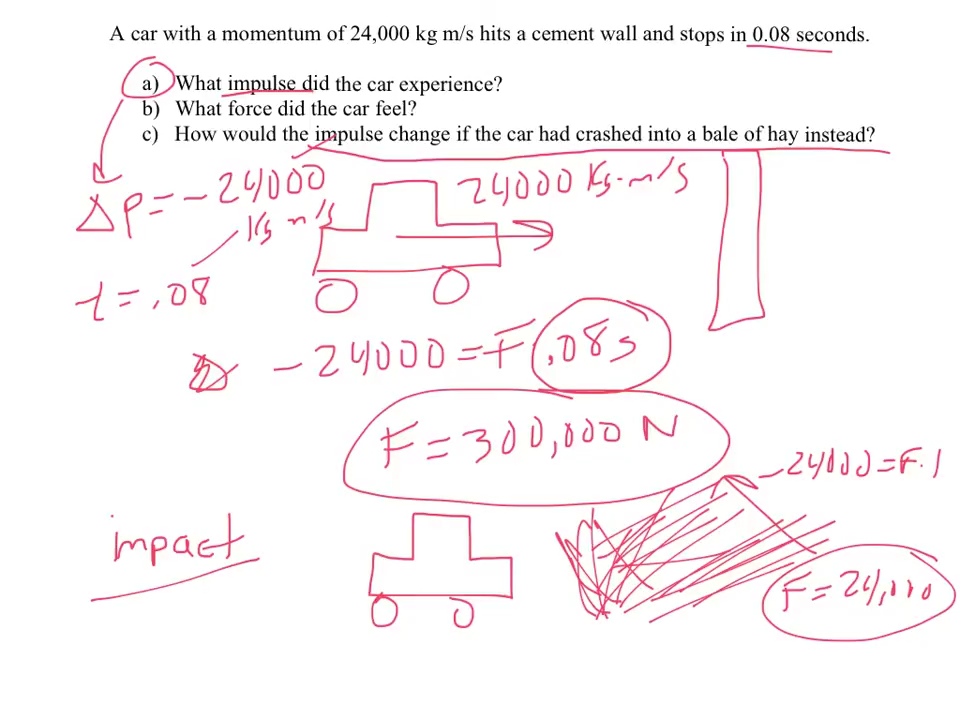 A car with a momentum of 24,000 kg m/s hits a cement wall and stops in 0.08 seconds.
a) What impulse did the car experience?
b) What force did the car feel?
c) How would the impulse change if the car had crashed into a bale of hay instead?
Δp = -24000
Kg m/s
24000 Kg-m/s
t = .08
-24000 = F .08s
F = 300,000 N
-24000 = F.1
impact
F = 24,000